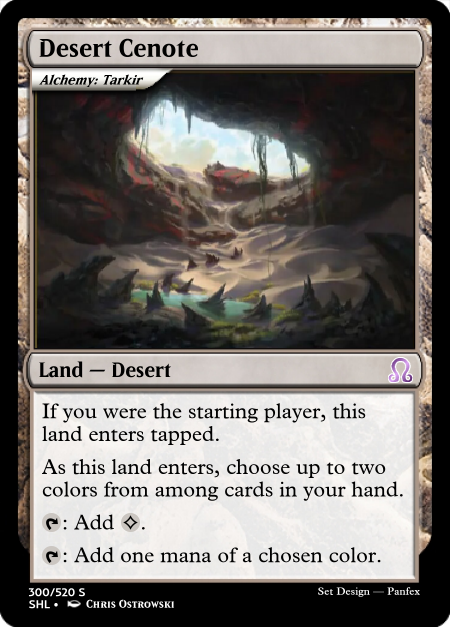 Desert Cenote
Alchemy: Tarkir
Land — Desert
If you were the starting player, this
land enters tapped.
As this land enters, choose up to two
colors from among cards in your hand.
: Add .
: Add one mana of a chosen color.
300/520 S
Set Design — Panfex
SHL • Chris Ostrowski